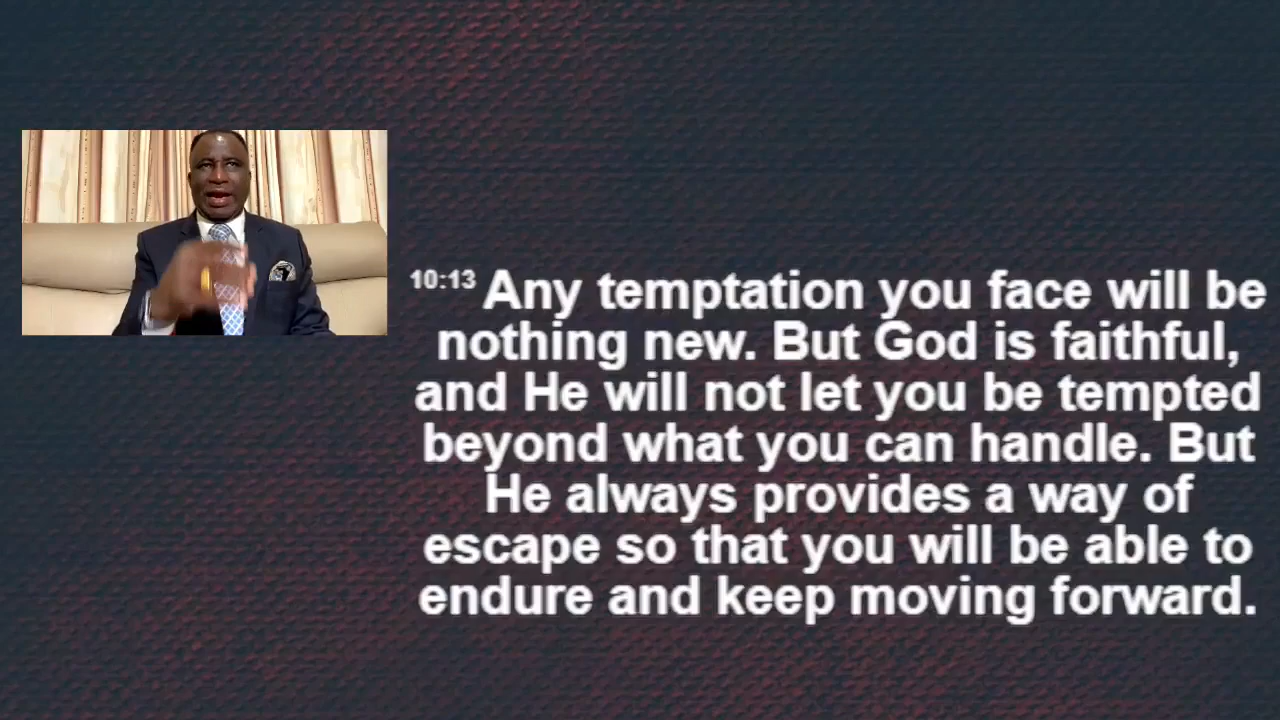 10:13 Any temptation you face will be
nothing new. But God is faithful,
and He will not let you be tempted
beyond what you can handle. But
He always provides a way of
escape so that you will be able to
endure and keep moving forward.